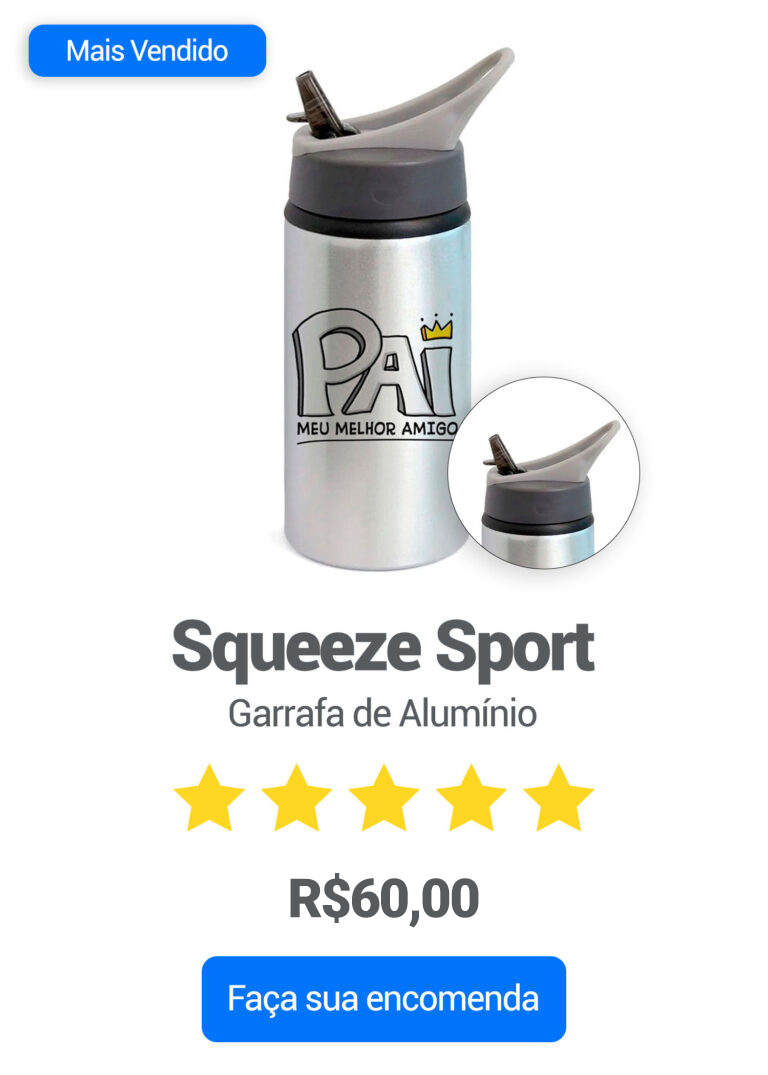 Mais Vendido
PAi
MEU MELHOR AMIGO
Squeeze Sport
Garrafa de Alumínio
R$60,00
Faça sua encomenda